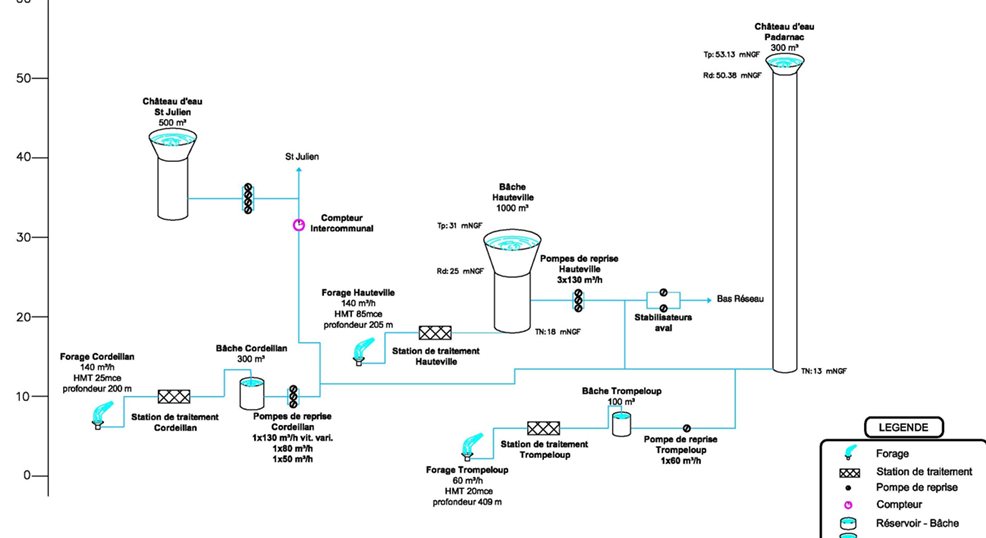 50
40
30
20
10
0
Château d'eau
Padarnac
300 m³
Tp: 53.13 mNGF
Rd: 50.38 mNGF
TN: 13 mNGF
Château d'eau
St Julien
500 m³
St Julien
Compteur
Intercommunal
Bâche
Hauteville
1000 m³
Tp: 31 mNGF
Rd: 25 mNGF
TN: 18 mNGF
Pompes de reprise
Hauteville
3x130 m³/h
Stabilisateurs
aval
Bas Réseau
Forage Hauteville
140 m³/h
HMT 85mce
profondeur 205 m
Station de traitement
Hauteville
Forage Cordeillan
140 m³/h
HMT 25mce
profondeur 200 m
Station de traitement
Cordeillan
Bâche Cordeillan
300 m³
Pompes de reprise
Cordeillan
1x130 m³/h vit. vari.
1x80 m³/h
1x50 m³/h
Forage Trompeloup
60 m³/h
HMT 20mce
profondeur 409 m
Station de traitement
Trompeloup
Bâche Trompeloup
100 m³
Pompe de reprise
Trompeloup
1x60 m³/h
LEGENDE
Forage
Station de traitement
Pompe de reprise
Compteur
Réservoir - Bâche